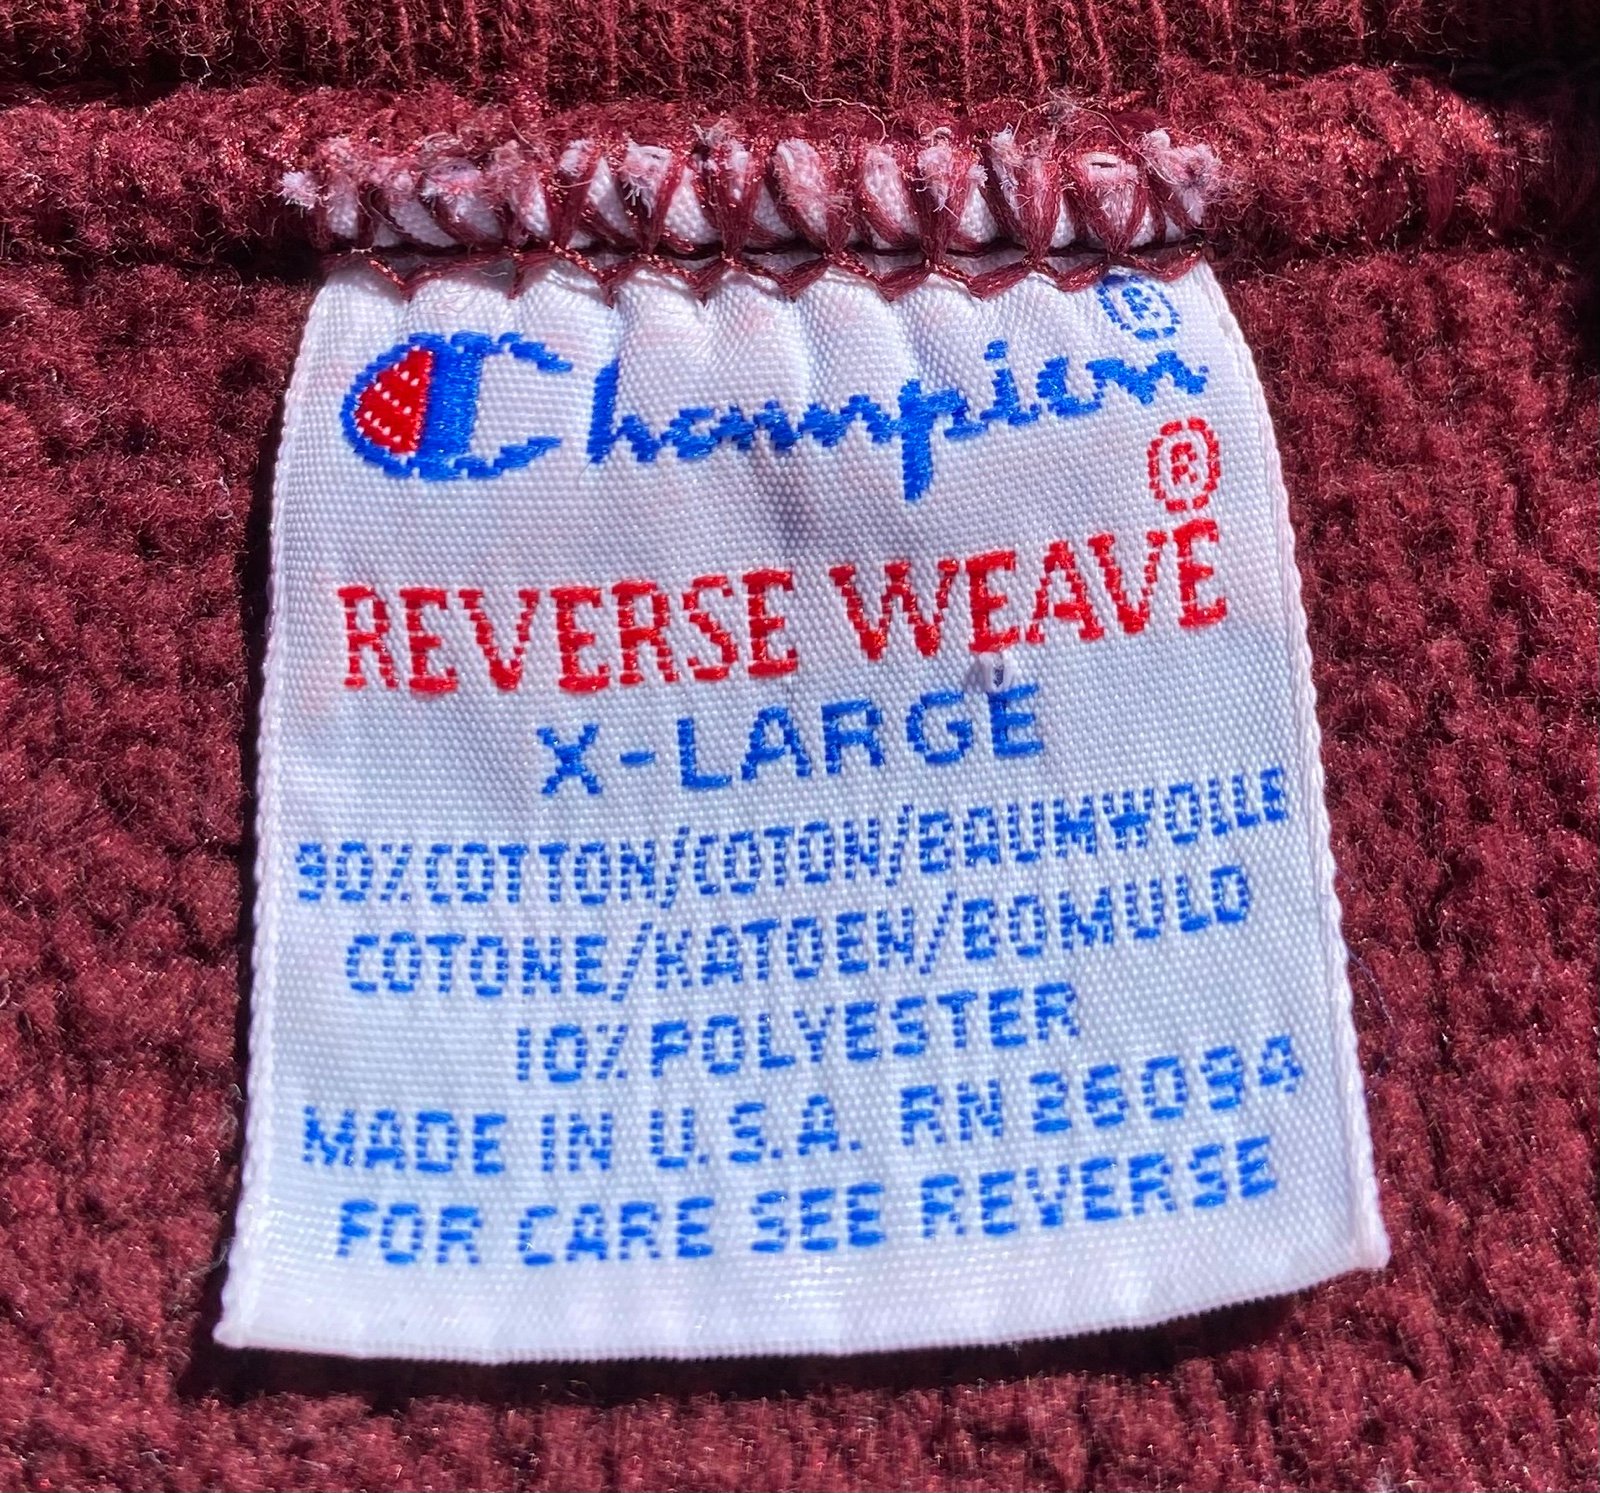 Champion®
®
REVERSE WEAVE
X-LARGE
90% COTTON/COTON/BAUMWOLLE
COTONE/KATOEN/BOMULD
10% POLYESTER
MADE IN U.S.A. RN 26094
FOR CARE SEE REVERSE